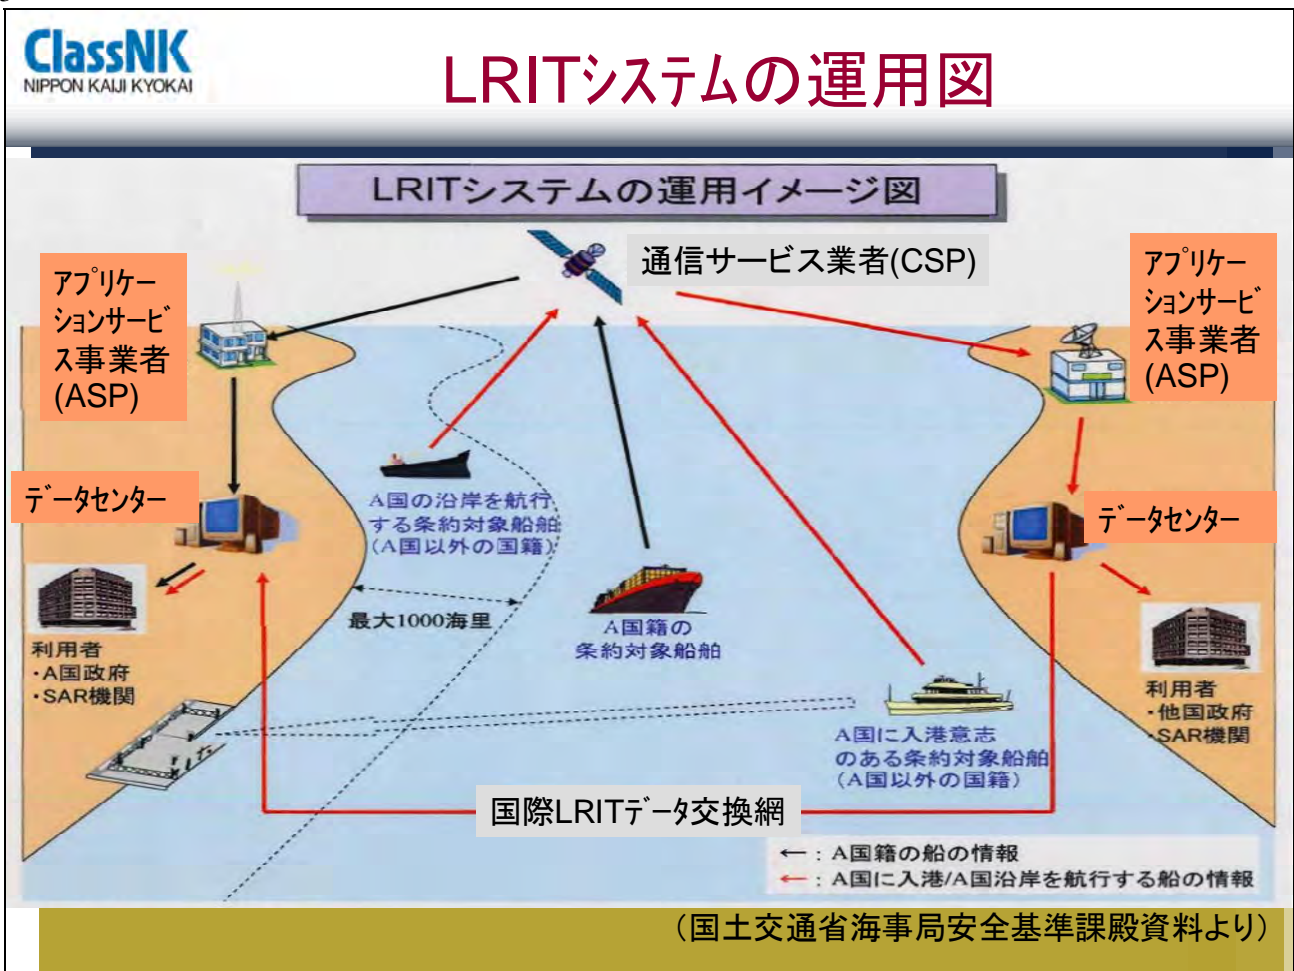 ClassNK
NIPPON KAIJI KYOKAI
LRITシステムの運用図
LRITシステムの運用イメージ図
通信サービス業者(CSP)
アプリケー
ションサービ
ス事業者
(ASP)
アプリケー
ションサービ
ス事業者
(ASP)
データセンター
データセンター
A国の沿岸を航行
する条約対象船舶
(A国以外の国籍)
最大1000海里
A国籍の
条約対象船舶
利用者
・A国政府
・SAR機関
利用者
・他国政府
・SAR機関
A国に入港意志
のある条約対象船舶
(A国以外の国籍)
国際LRITデータ交換網
←：A国籍の船の情報
←：A国に入港/A国沿岸を航行する船の情報
（国土交通省海事局安全基準課殿資料より）